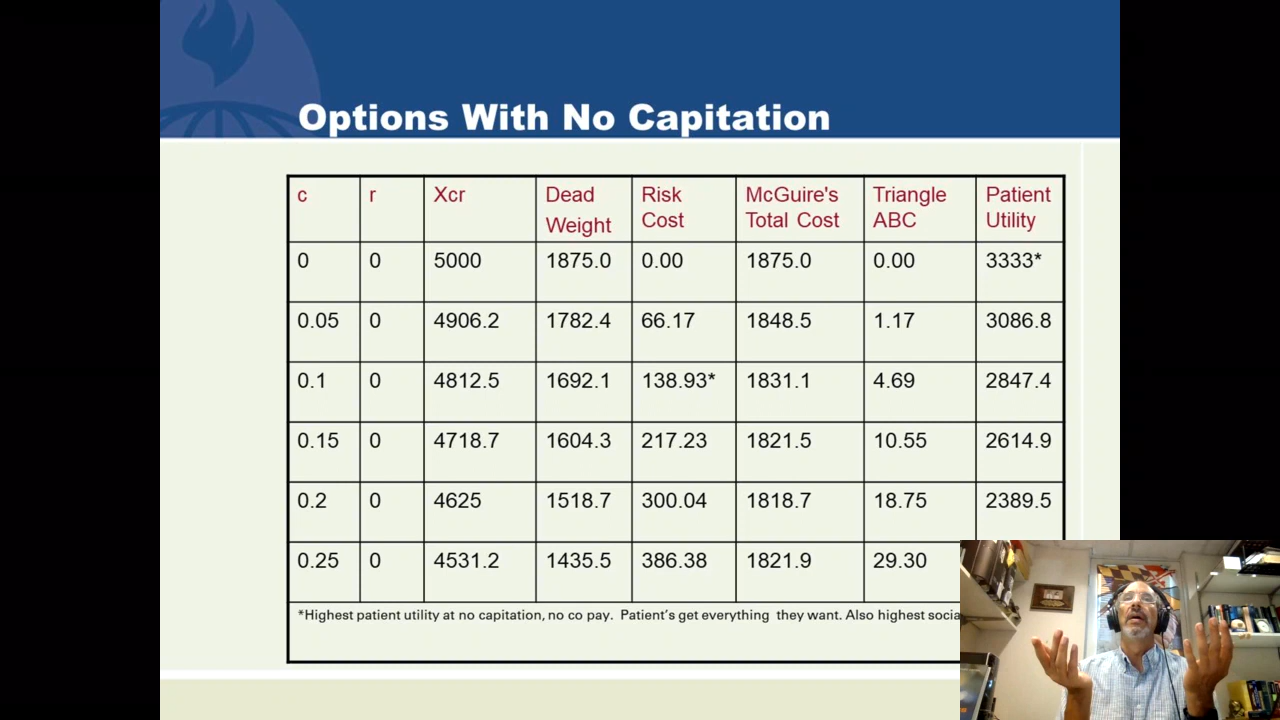 Options With No Capitation
c r Xcr Dead Weight Risk Cost McGuire's Total Cost Triangle ABC Patient Utility
0 0 5000 1875.0 0.00 1875.0 0.00 3333*
0.05 0 4906.2 1782.4 66.17 1848.5 1.17 3086.8
0.1 0 4812.5 1692.1 138.93* 1831.1 4.69 2847.4
0.15 0 4718.7 1604.3 217.23 1821.5 10.55 2614.9
0.2 0 4625 1518.7 300.04 1818.7 18.75 2389.5
0.25 0 4531.2 1435.5 386.38 1821.9 29.30
*Highest patient utility at no capitation, no co pay. Patient's get everything they want. Also highest